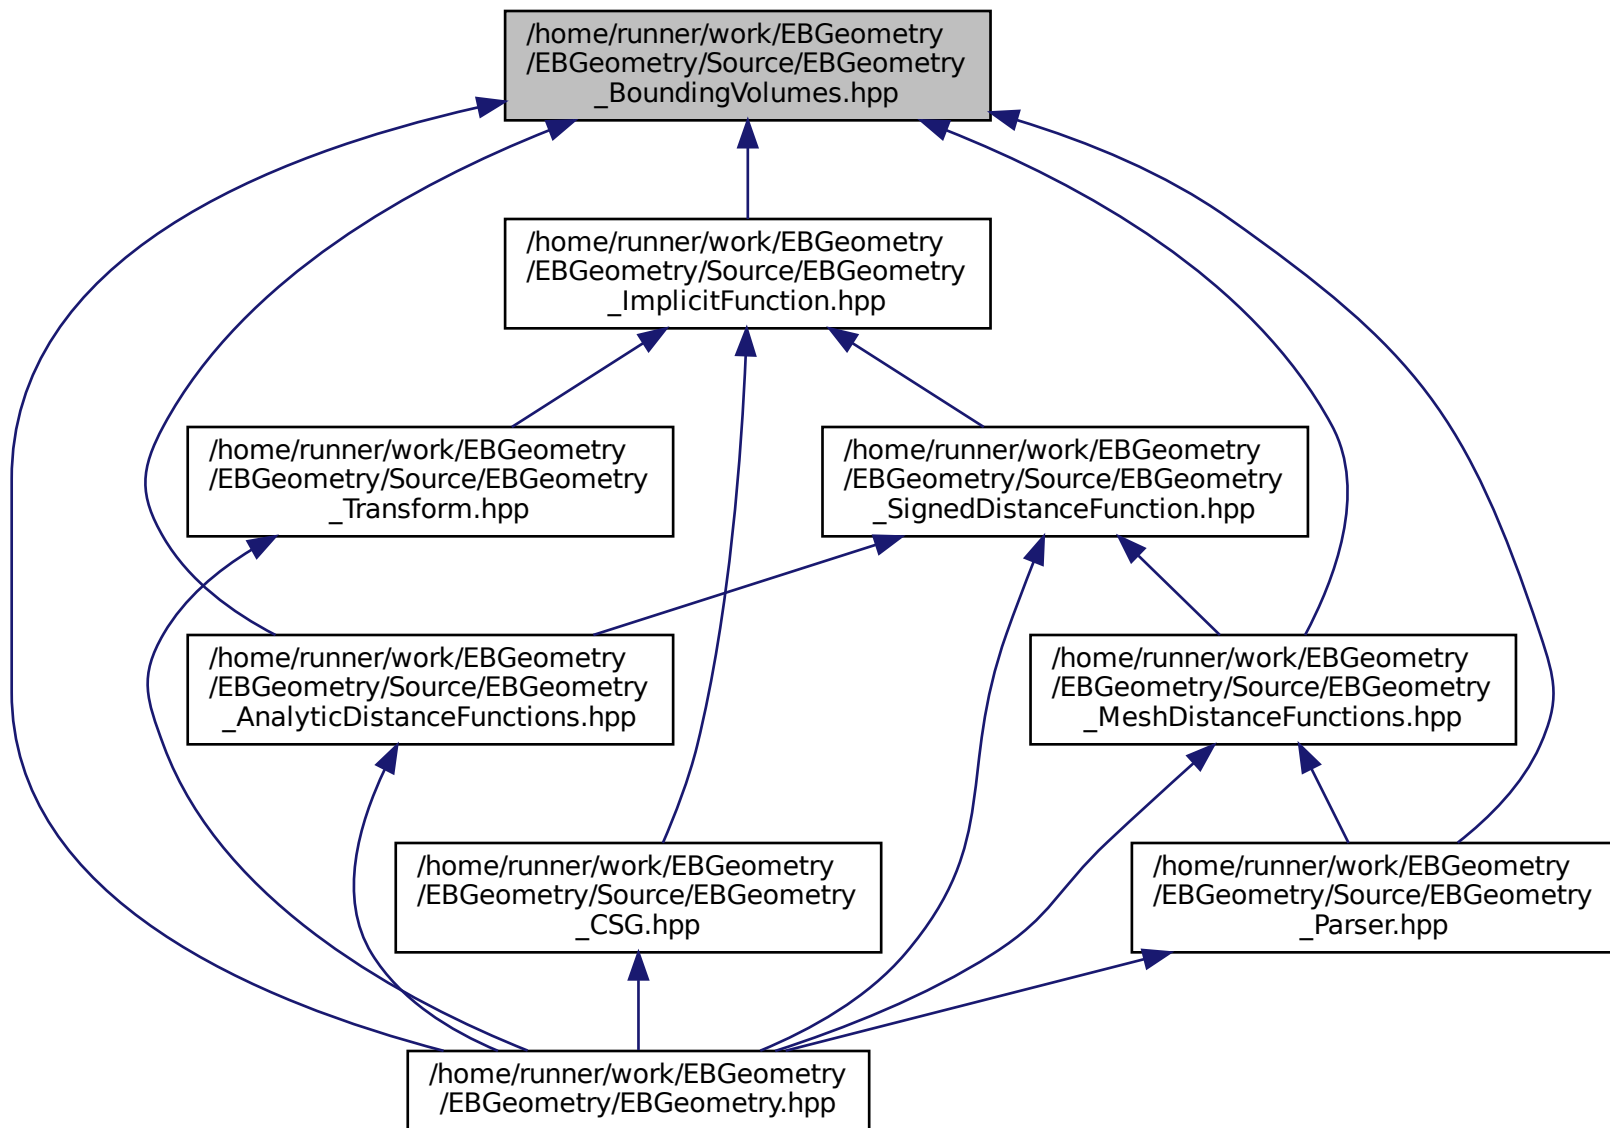 /home/runner/work/EBGeometry
/EBGeometry/Source/EBGeometry
_BoundingVolumes.hpp
/home/runner/work/EBGeometry
/EBGeometry/Source/EBGeometry
_ImplicitFunction.hpp
/home/runner/work/EBGeometry
/EBGeometry/Source/EBGeometry
_Transform.hpp
/home/runner/work/EBGeometry
/EBGeometry/Source/EBGeometry
_SignedDistanceFunction.hpp
/home/runner/work/EBGeometry
/EBGeometry/Source/EBGeometry
_AnalyticDistanceFunctions.hpp
/home/runner/work/EBGeometry
/EBGeometry/Source/EBGeometry
_MeshDistanceFunctions.hpp
/home/runner/work/EBGeometry
/EBGeometry/Source/EBGeometry
_CSG.hpp
/home/runner/work/EBGeometry
/EBGeometry/Source/EBGeometry
_Parser.hpp
/home/runner/work/EBGeometry
/EBGeometry/EBGeometry.hpp